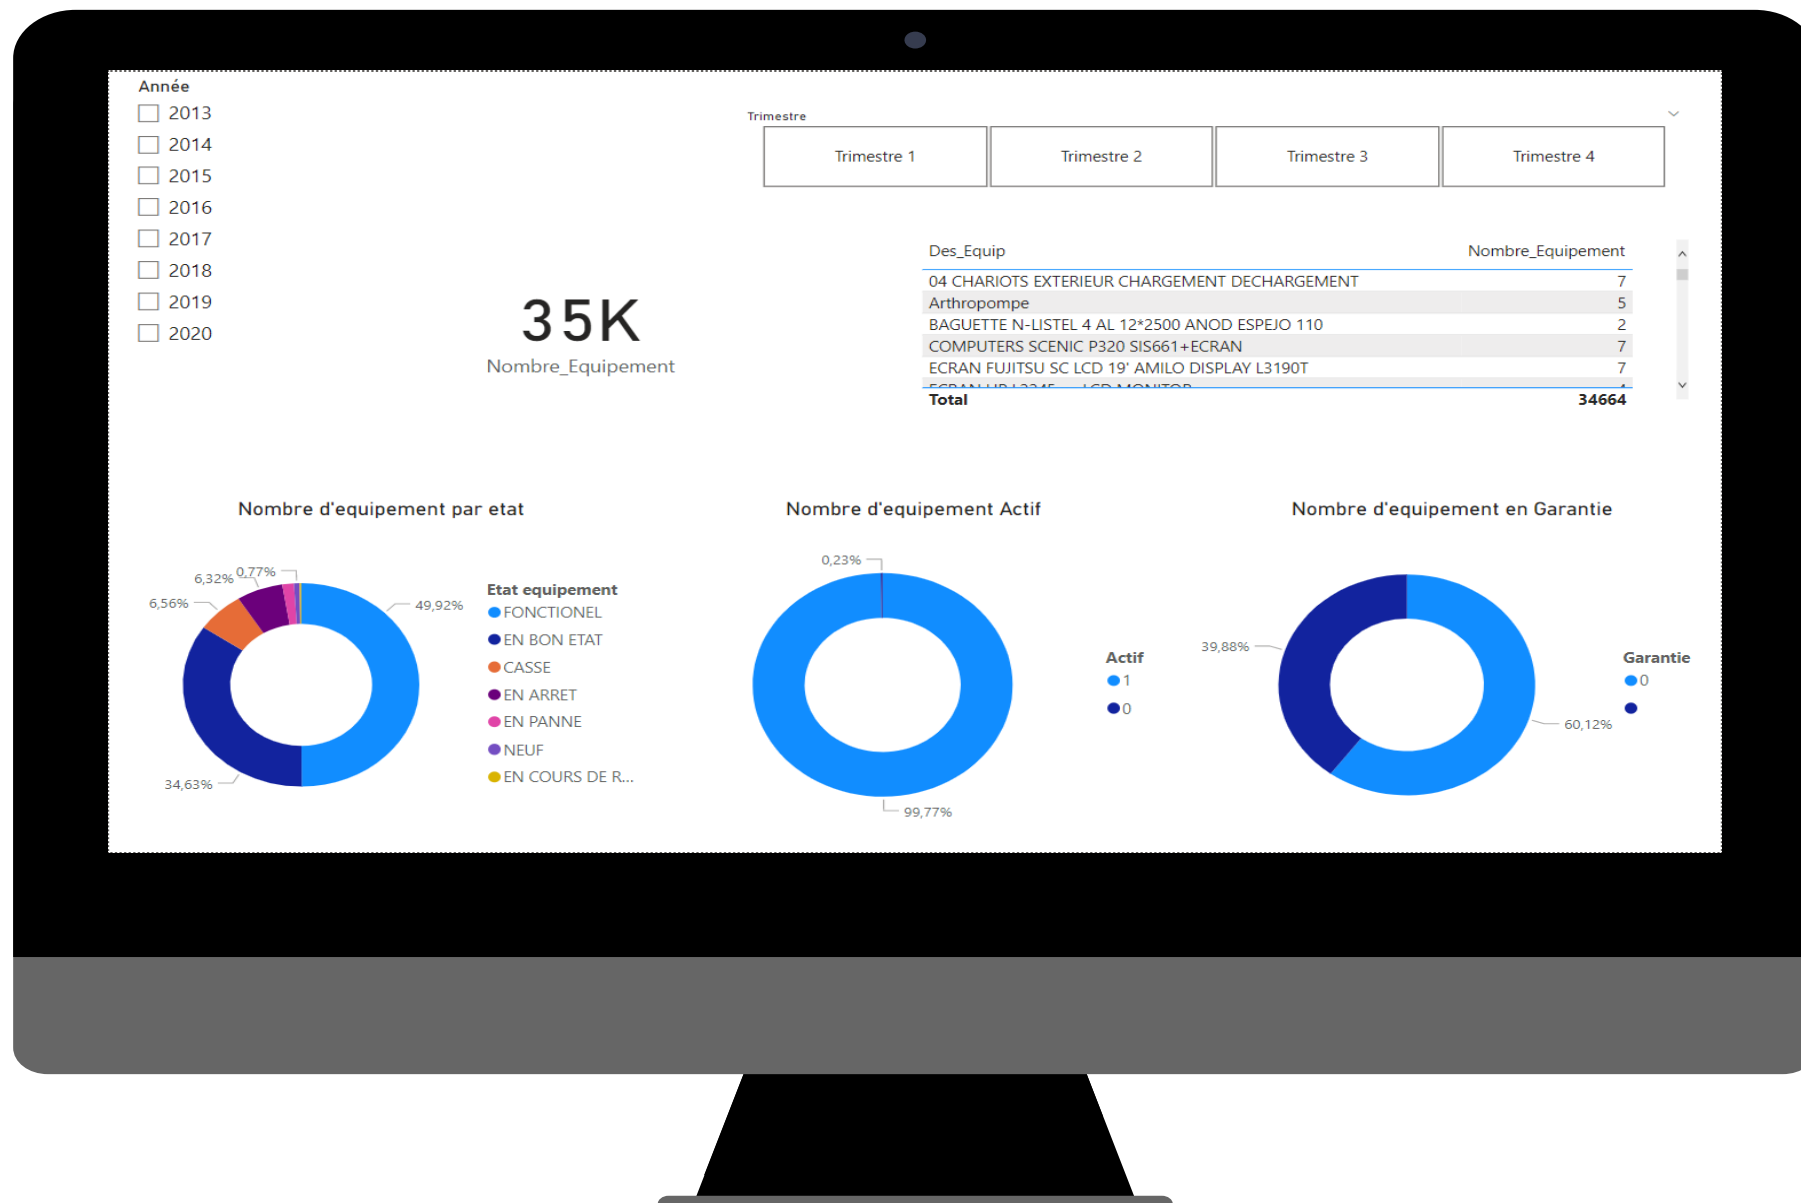 Année
2013
2014
2015
2016
2017
2018
2019
2020
Trimestre
Trimestre 1 Trimestre 2 Trimestre 3 Trimestre 4
35K
Nombre_Equipement
Des_Equip Nombre_Equipement
04 CHARIOTS EXTERIEUR CHARGEMENT DECHARGEMENT 7
Arthropompe 5
BAGUETTE N-LISTEL 4 AL 12*2500 ANOD ESPEJO 110 2
COMPUTERS SCENIC P320 SIS661+ECRAN 7
ECRAN FUJITSU SC LCD 19' AMILO DISPLAY L3190T 7
Total 34664
Nombre d'equipement par etat
0,77%
6,32%
6,56%
49,92%
34,63%
Etat equipement
FONCTIONEL
EN BON ETAT
CASSE
EN ARRET
EN PANNE
NEUF
EN COURS DE R...
Nombre d'equipement Actif
0,23%
99,77%
Actif
1
0
Nombre d'equipement en Garantie
39,88%
60,12%
Garantie
0